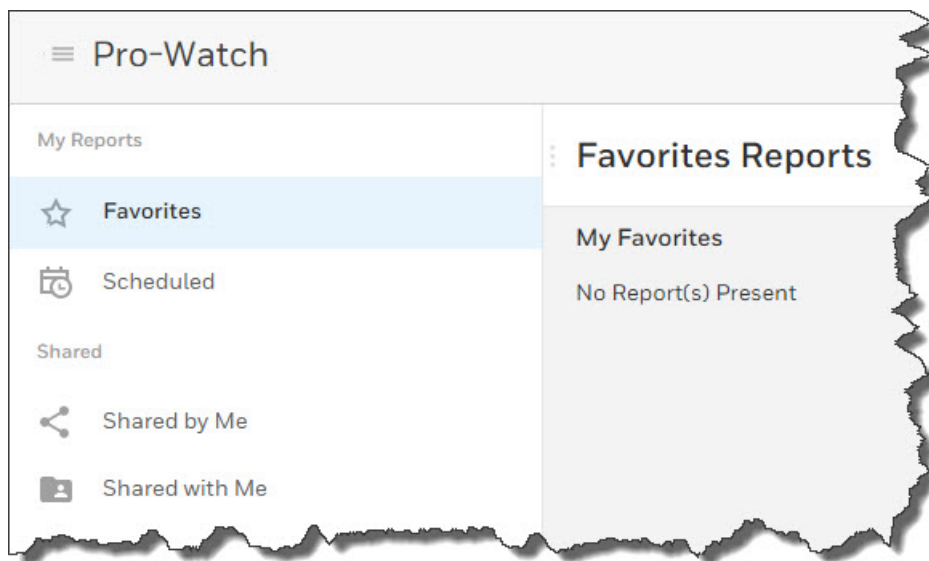 Pro-Watch
My Reports
Favorites
Scheduled
Shared
Shared by Me
Shared with Me
Favorites Reports
My Favorites
No Report(s) Present